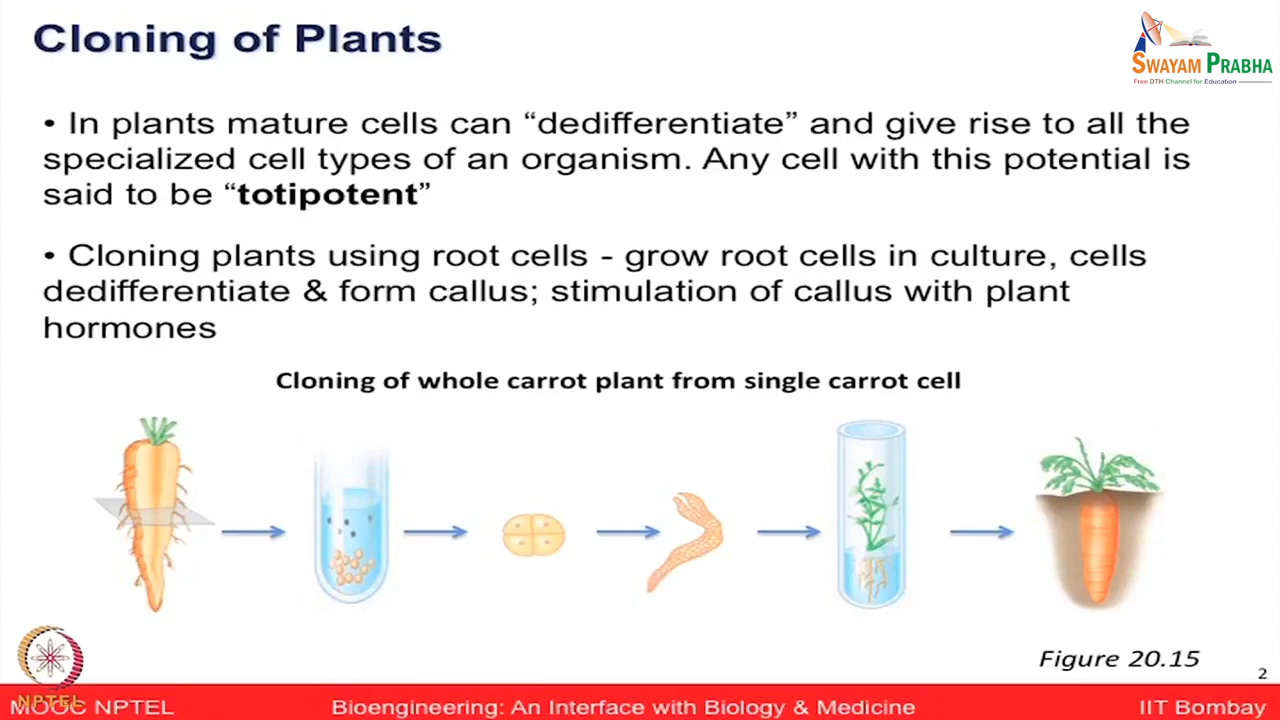 Cloning of Plants
SWAYAM PRABHA
Free DTH Channel for Education
• In plants mature cells can “dedifferentiate” and give rise to all the
specialized cell types of an organism. Any cell with this potential is
said to be “totipotent”
• Cloning plants using root cells - grow root cells in culture, cells
dedifferentiate & form callus; stimulation of callus with plant
hormones
Cloning of whole carrot plant from single carrot cell
Figure 20.15
2
NPTEL
MOOC NPTEL Bioengineering: An Interface with Biology & Medicine IIT Bombay